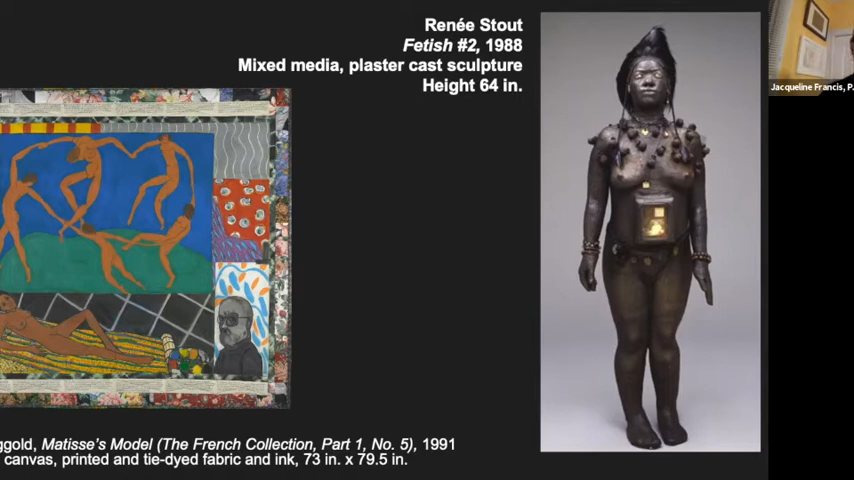 Renée Stout
Fetish #2, 1988
Mixed media, plaster cast sculpture
Height 64 in.
Jacqueline Francis, P.
ggold, Matisse's Model (The French Collection, Part 1, No. 5), 1991
canvas, printed and tie-dyed fabric and ink, 73 in. x 79.5 in.